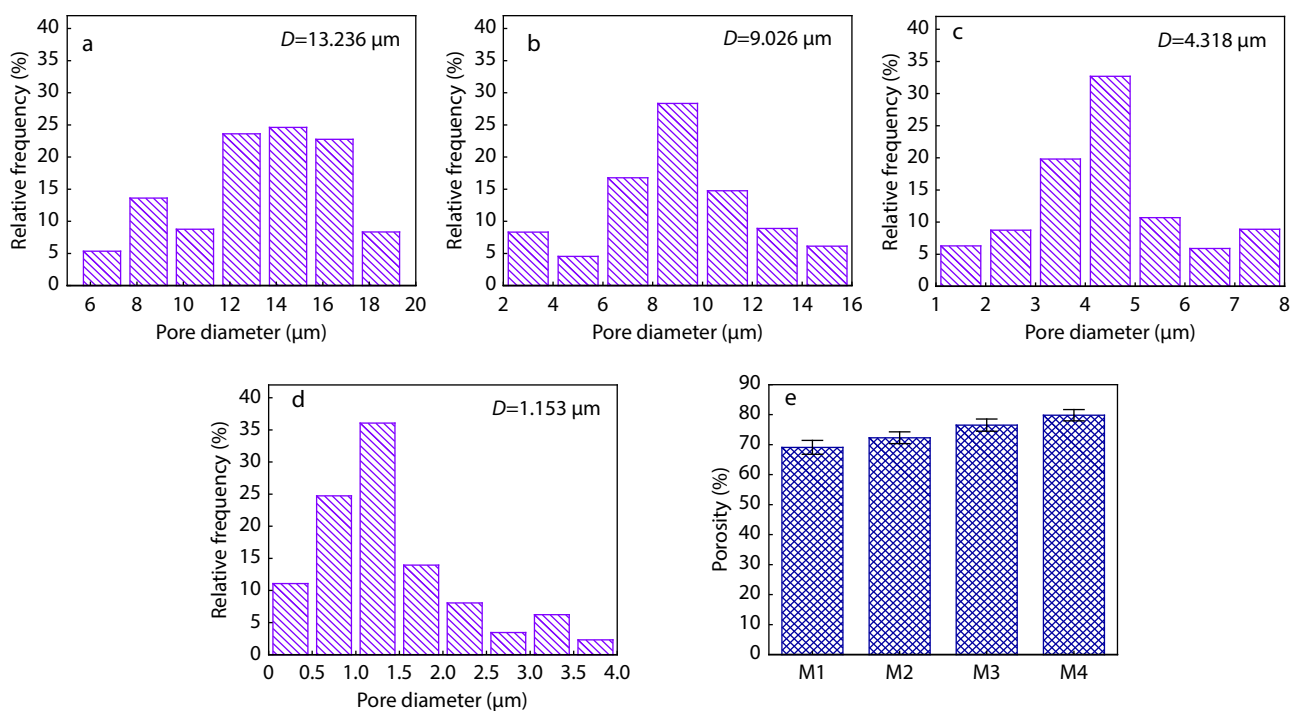 a
D=13.236 μm
Relative frequency (%)
40
35
30
25
20
15
10
5
0
6 8 10 12 14 16 18 20
Pore diameter (μm)
b
D=9.026 μm
Relative frequency (%)
40
35
30
25
20
15
10
5
0
2 4 6 8 10 12 14 16
Pore diameter (μm)
c
D=4.318 μm
Relative frequency (%)
40
35
30
25
20
15
10
5
0
1 2 3 4 5 6 7 8
Pore diameter (μm)
d
D=1.153 μm
Relative frequency (%)
40
35
30
25
20
15
10
5
0
0 0.5 1.0 1.5 2.0 2.5 3.0 3.5 4.0
Pore diameter (μm)
e
Porosity (%)
90
80
70
60
50
40
30
20
10
0
M1 M2 M3 M4